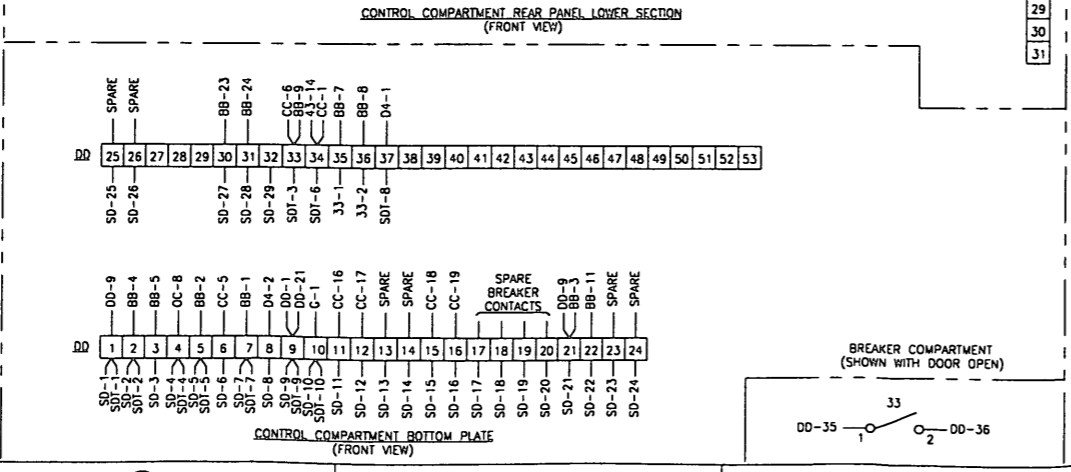 CONTROL COMPARTMENT REAR PANEL LOWER SECTION
(FRONT VIEW)
29
30
31
SPARE
SPARE
BB-23
BB-24
CC-6
BB-9
43-14
CC-1
BB-7
BB-8
D4-1
DD 25 26 27 28 29 30 31 32 33 34 35 36 37 38 39 40 41 42 43 44 45 46 47 48 49 50 51 52 53
SD-25
SD-26
SD-27
SD-28
SD-29
SDT-3
SDT-6
33-1
33-2
SDT-8
DD-9
BB-4
BB-5
OC-8
BB-2
CC-5
BB-1
D4-2
DD-1
DD-21
G-1
CC-16
CC-17
SPARE
SPARE
CC-18
CC-19
SPARE
BREAKER
CONTACTS
DD-9
BB-3
BB-11
SPARE
SPARE
DD 1 2 3 4 5 6 7 8 9 10 11 12 13 14 15 16 17 18 19 20 21 22 23 24
SD-1
SDT-1
SD-2
SDT-2
SD-3
SD-4
SDT-4
SD-5
SDT-5
SD-6
SD-7
SDT-7
SD-8
SD-9
SDT-9
SD-10
SDT-10
SD-11
SD-12
SD-13
SD-14
SD-15
SD-16
SD-17
SD-18
SD-19
SD-20
SD-21
SD-22
SD-23
SD-24
CONTROL COMPARTMENT BOTTOM PLATE
(FRONT VIEW)
BREAKER COMPARTMENT
(SHOWN WITH DOOR OPEN)
33
DD-35 1 2 DD-36